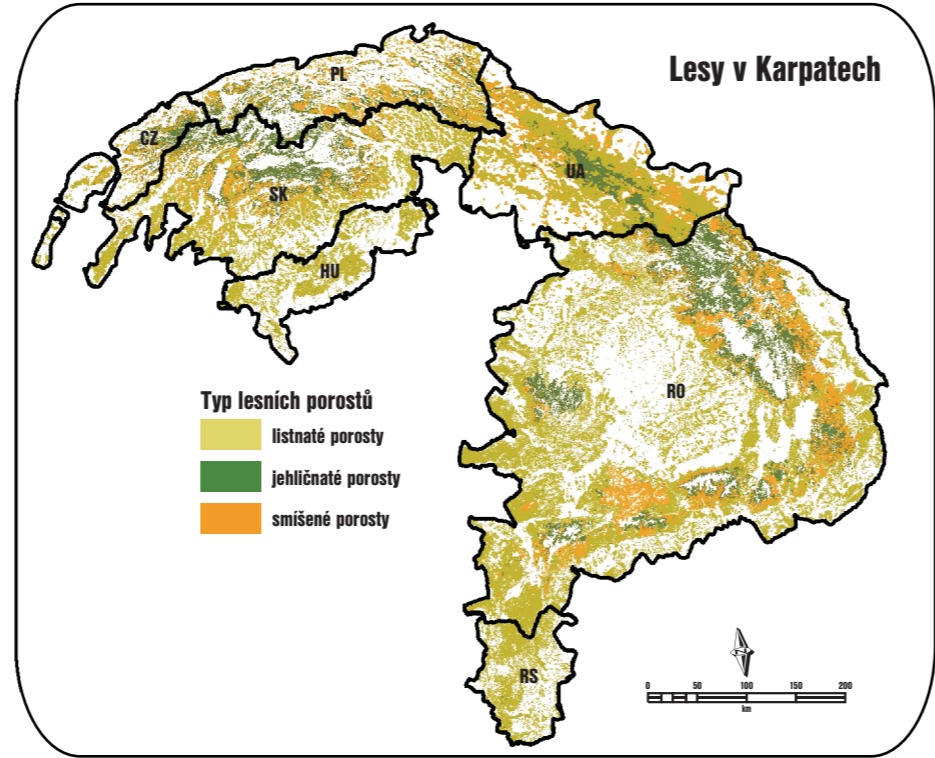 Lesy v Karpatech
PL
CZ
UA
SK
HU
RO
Typ lesních porostů
listnaté porosty
jehličnaté porosty
smíšené porosty
RS
0 50 100 150 200
km